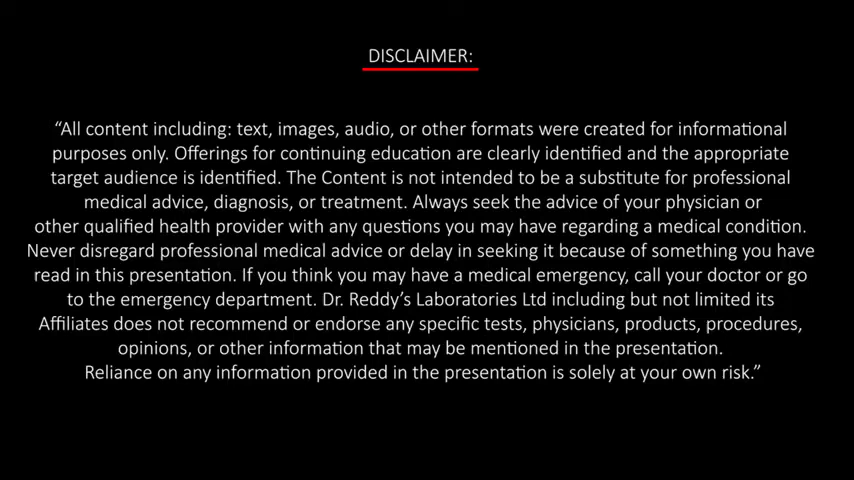 DISCLAIMER:
“All content including: text, images, audio, or other formats were created for informational
purposes only. Offerings for continuing education are clearly identified and the appropriate
target audience is identified. The Content is not intended to be a substitute for professional
medical advice, diagnosis, or treatment. Always seek the advice of your physician or
other qualified health provider with any questions you may have regarding a medical condition.
Never disregard professional medical advice or delay in seeking it because of something you have
read in this presentation. If you think you may have a medical emergency, call your doctor or go
to the emergency department. Dr. Reddy’s Laboratories Ltd including but not limited its
Affiliates does not recommend or endorse any specific tests, physicians, products, procedures,
opinions, or other information that may be mentioned in the presentation.
Reliance on any information provided in the presentation is solely at your own risk.”